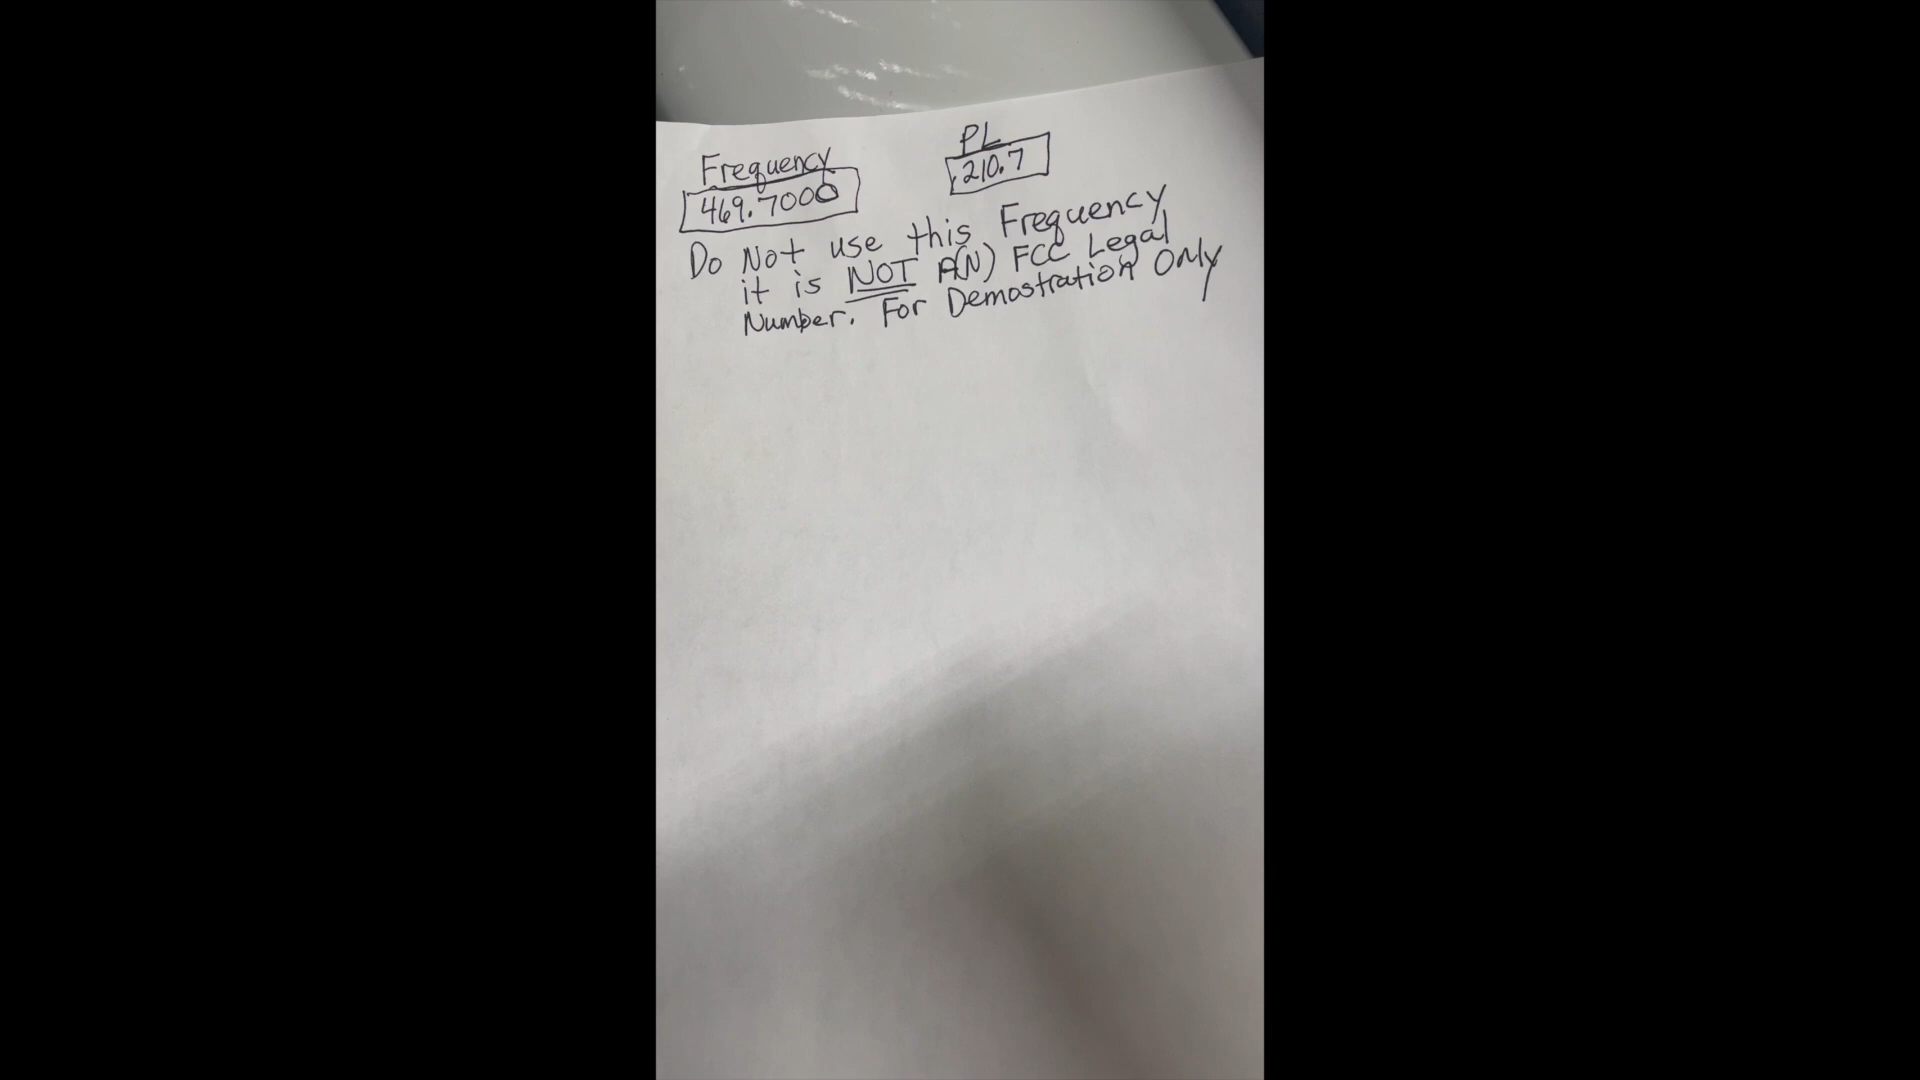 Frequency PL
469.7000 210.7
Do Not use this Frequency
it is NOT A(N) FCC Legal
Number. For Demostration Only